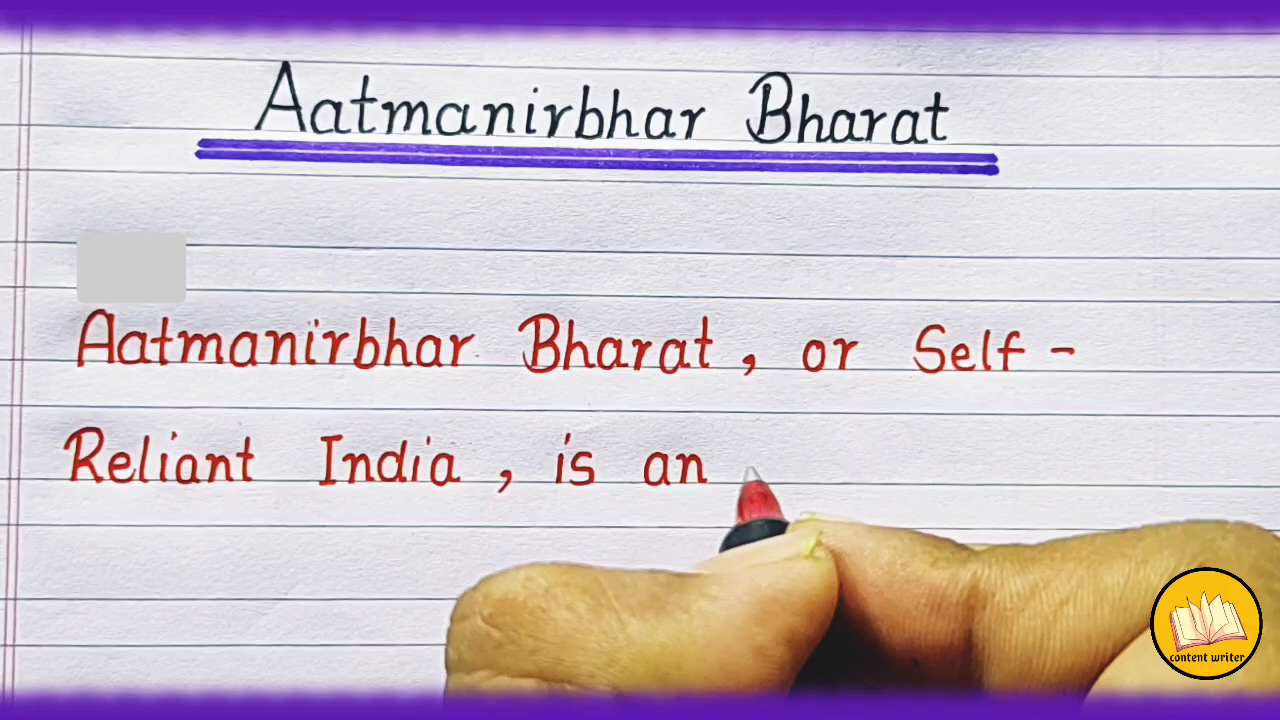 Aatmanirbhar Bharat
Aatmanirbhar Bharat, or Self-
Reliant India, is an
content writer